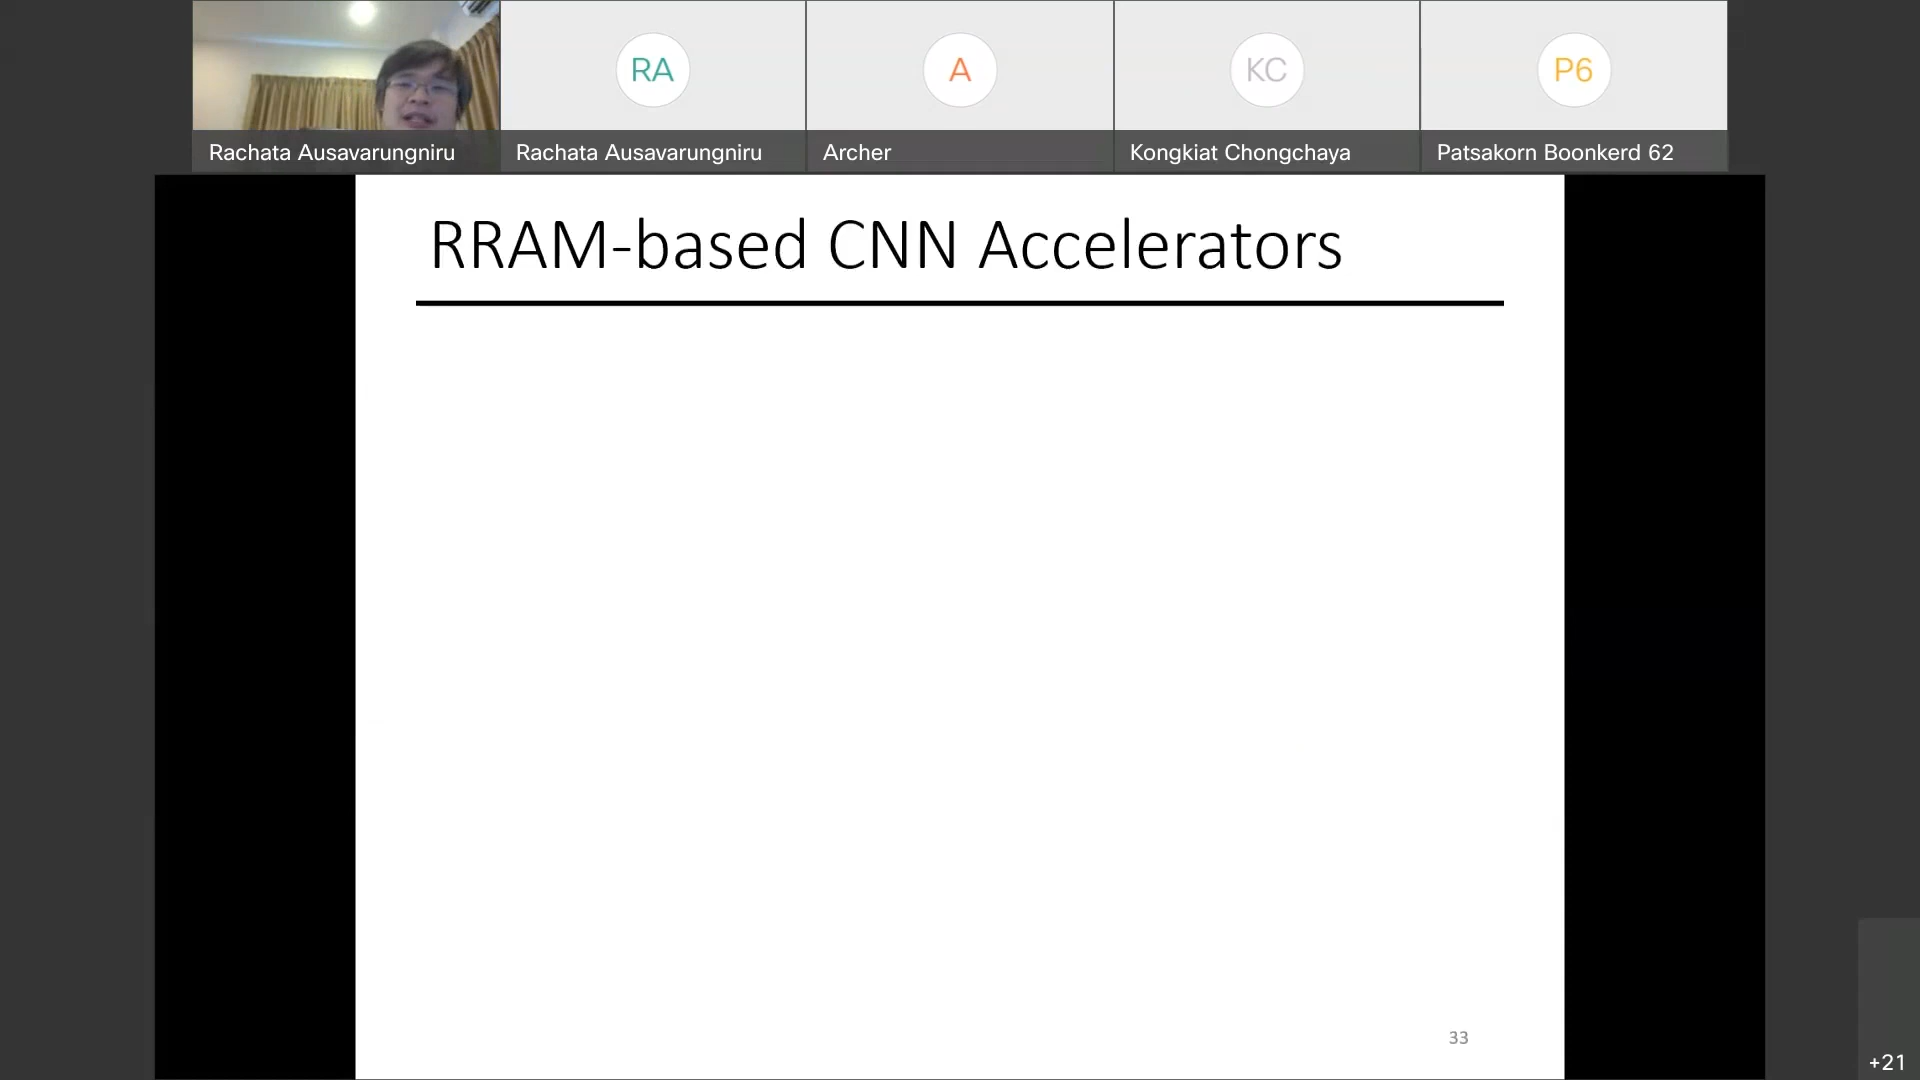 RA
A
KC
P6
Rachata Ausavarungniru
Rachata Ausavarungniru
Archer
Kongkiat Chongchaya
Patsakorn Boonkerd 62
RRAM-based CNN Accelerators
33
+21